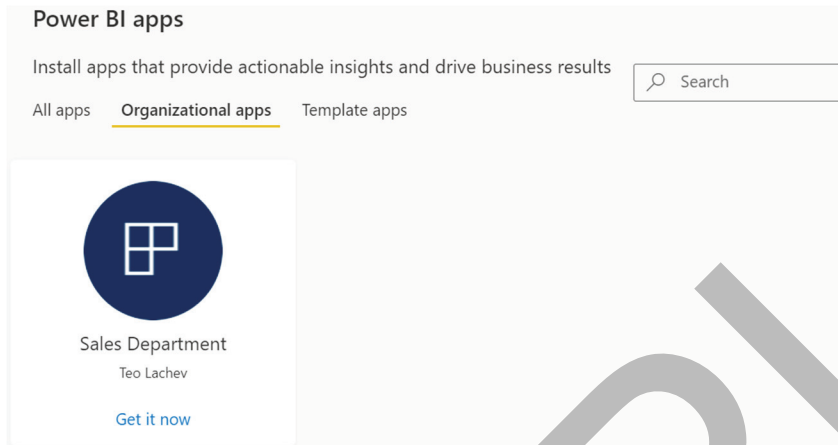 Power BI apps
Install apps that provide actionable insights and drive business results
Search
All apps Organizational apps Template apps
Sales Department
Teo Lachev
Get it now